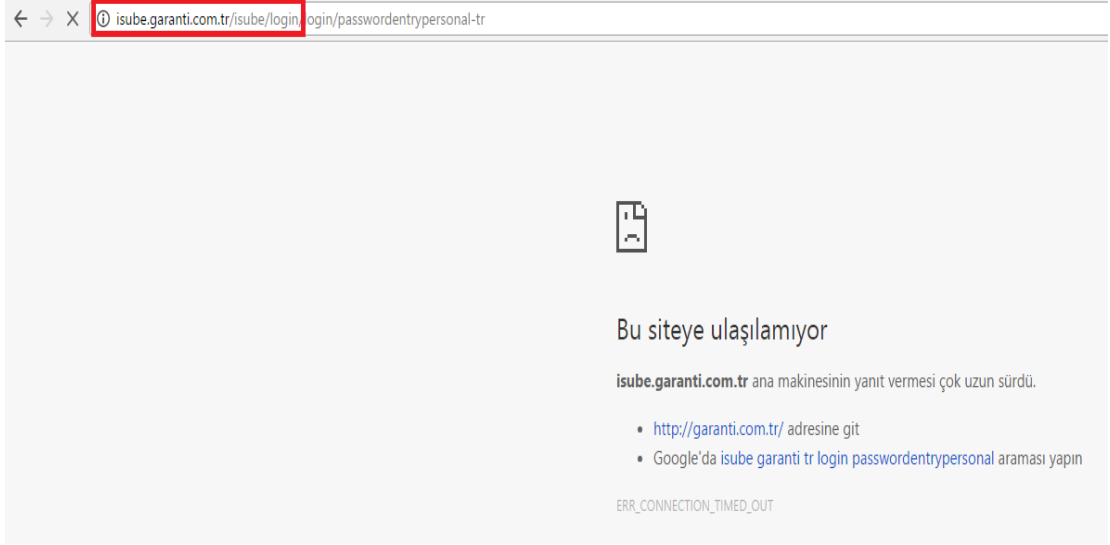 isube.garanti.com.tr/isube/login/login/passwordentrypersonal-tr
Bu siteye ulaşılamıyor
isube.garanti.com.tr ana makinesinin yanıt vermesi çok uzun sürdü.
http://garanti.com.tr/ adresine git
Google'da isube garanti tr login passwordentrypersonal araması yapın
ERR_CONNECTION_TIMED_OUT